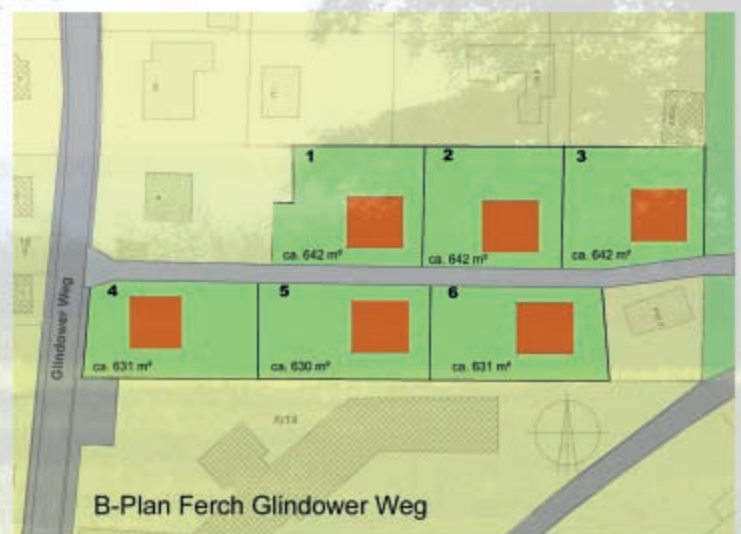 1
2
3
ca. 642 m²
ca. 642 m²
ca. 642 m²
Glindower Weg
4
5
6
ca. 631 m²
ca. 630 m²
ca. 631 m²
B-Plan Ferch Glindower Weg